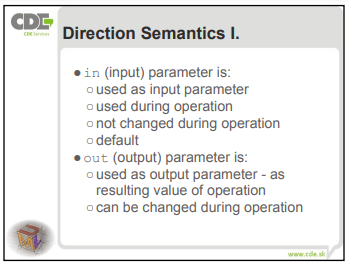 CDE
CDE Services
Direction Semantics I.
● in (input) parameter is:
○ used as input parameter
○ used during operation
○ not changed during operation
○ default
● out (output) parameter is:
○ used as output parameter - as
resulting value of operation
○ can be changed during operation
www.cde.sk